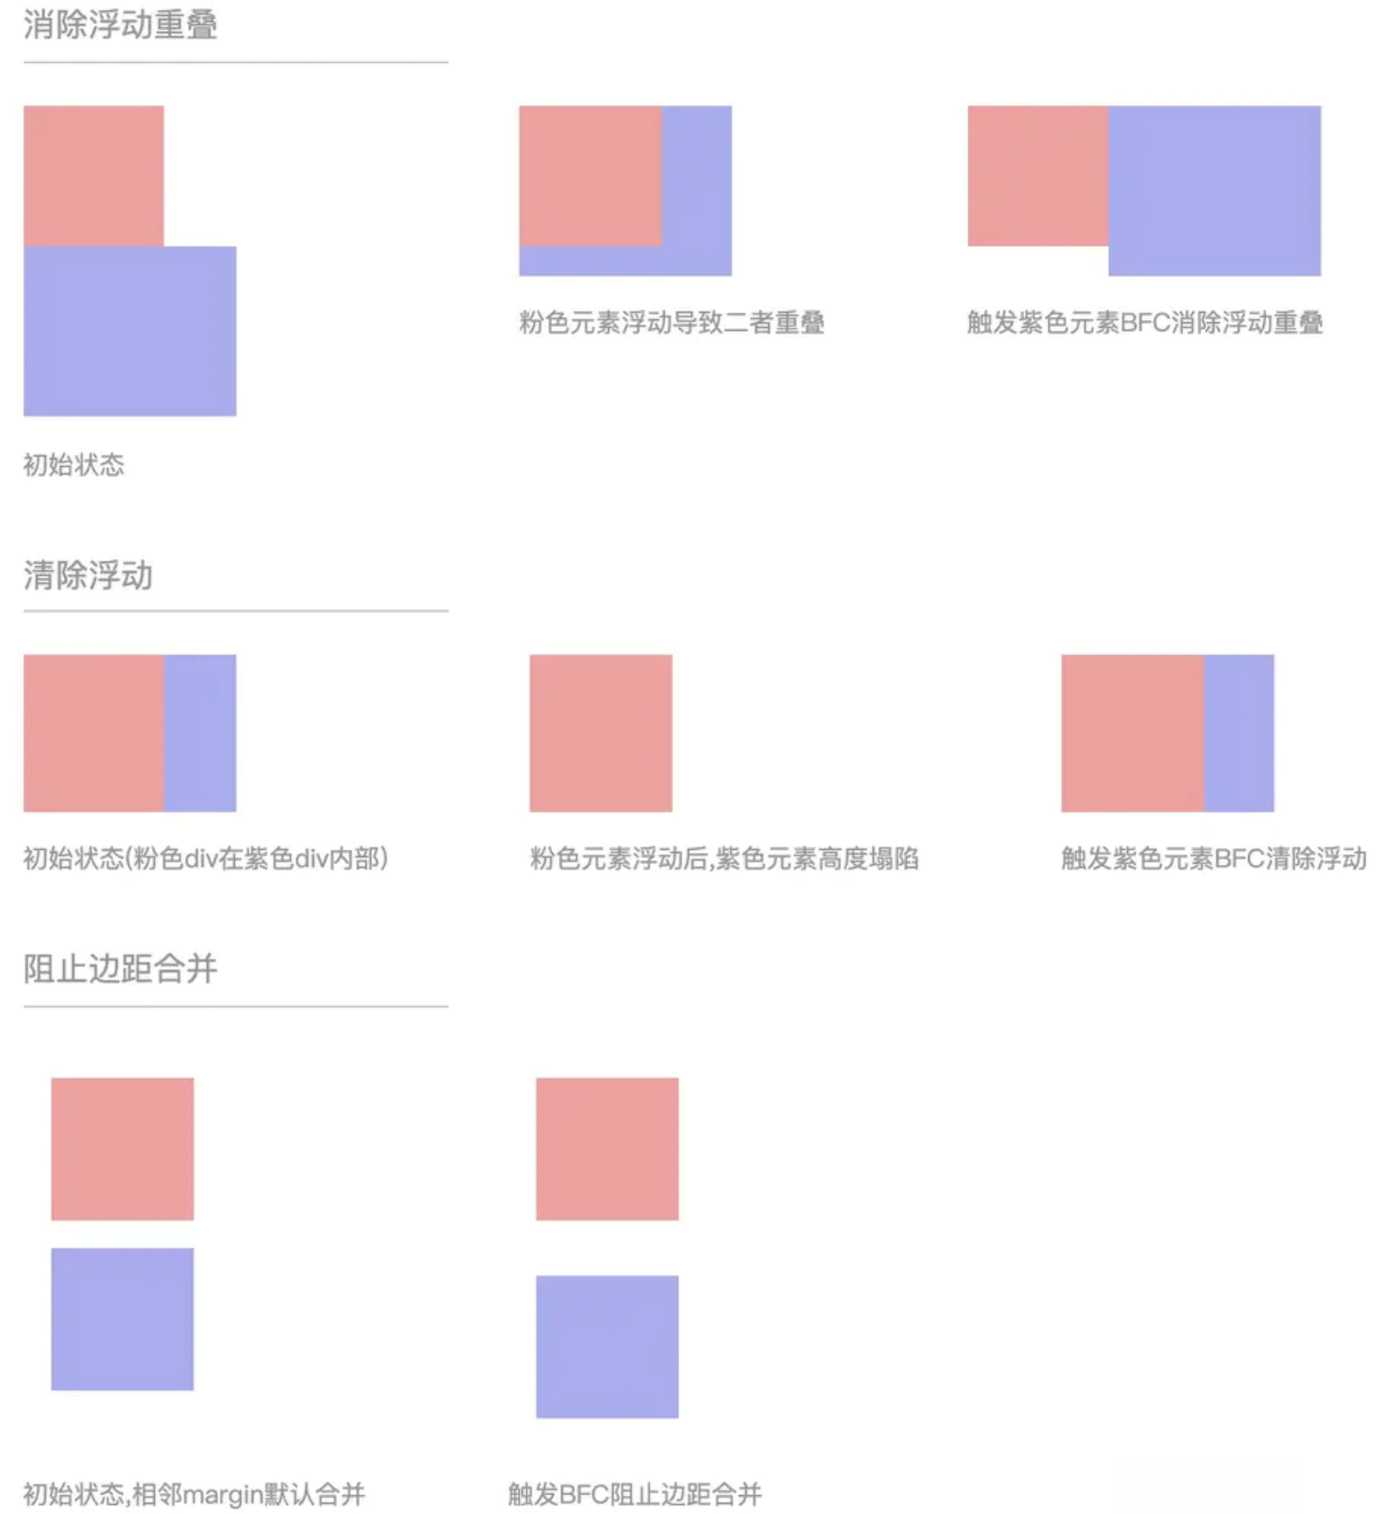 消除浮动重叠
粉色元素浮动导致二者重叠
触发紫色元素BFC消除浮动重叠
初始状态
清除浮动
初始状态(粉色div在紫色div内部)
粉色元素浮动后,紫色元素高度塌陷
触发紫色元素BFC清除浮动
阻止边距合并
初始状态,相邻margin默认合并
触发BFC阻止边距合并